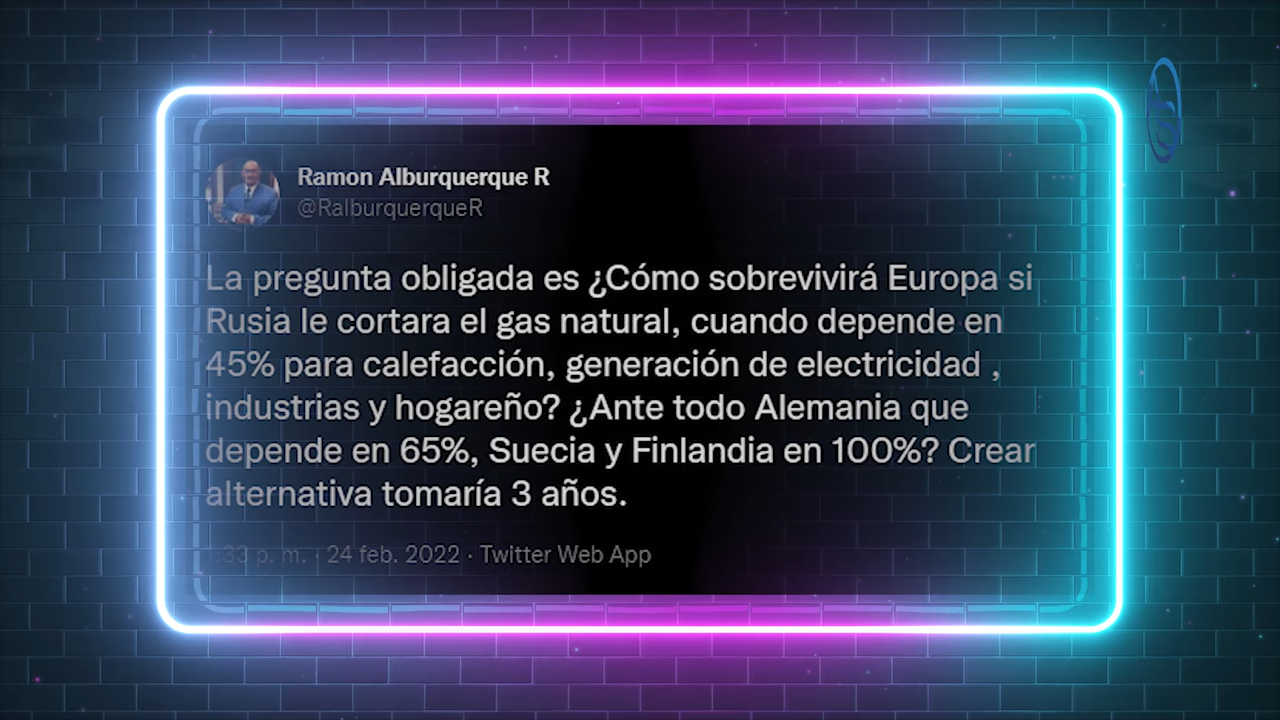 Ramon Alburquerque R
@RalburquerqueR
La pregunta obligada es ¿Cómo sobrevivirá Europa si
Rusia le cortara el gas natural, cuando depende en
45% para calefacción, generación de electricidad ,
industrias y hogareño? ¿Ante todo Alemania que
depende en 65%, Suecia y Finlandia en 100%? Crear
alternativa tomaría 3 años.
:33 p. m. · 24 feb. 2022 · Twitter Web App